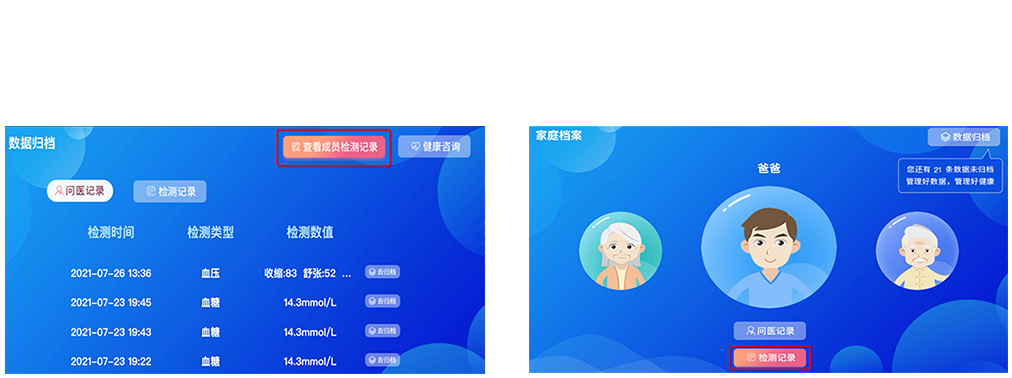 数据归档
查看成员检测记录
健康咨询
问医记录
检测记录
检测时间 检测类型 检测数值
2021-07-26 13:36 血压 收缩:83 舒张:52 ... 去归档
2021-07-23 19:45 血糖 14.3mmol/L 去归档
2021-07-23 19:43 血糖 14.3mmol/L 去归档
2021-07-23 19:22 血糖 14.3mmol/L 去归档
家庭档案
数据归档
您还有 21 条数据未归档
管理好数据，管理好健康
爸爸
问医记录
检测记录